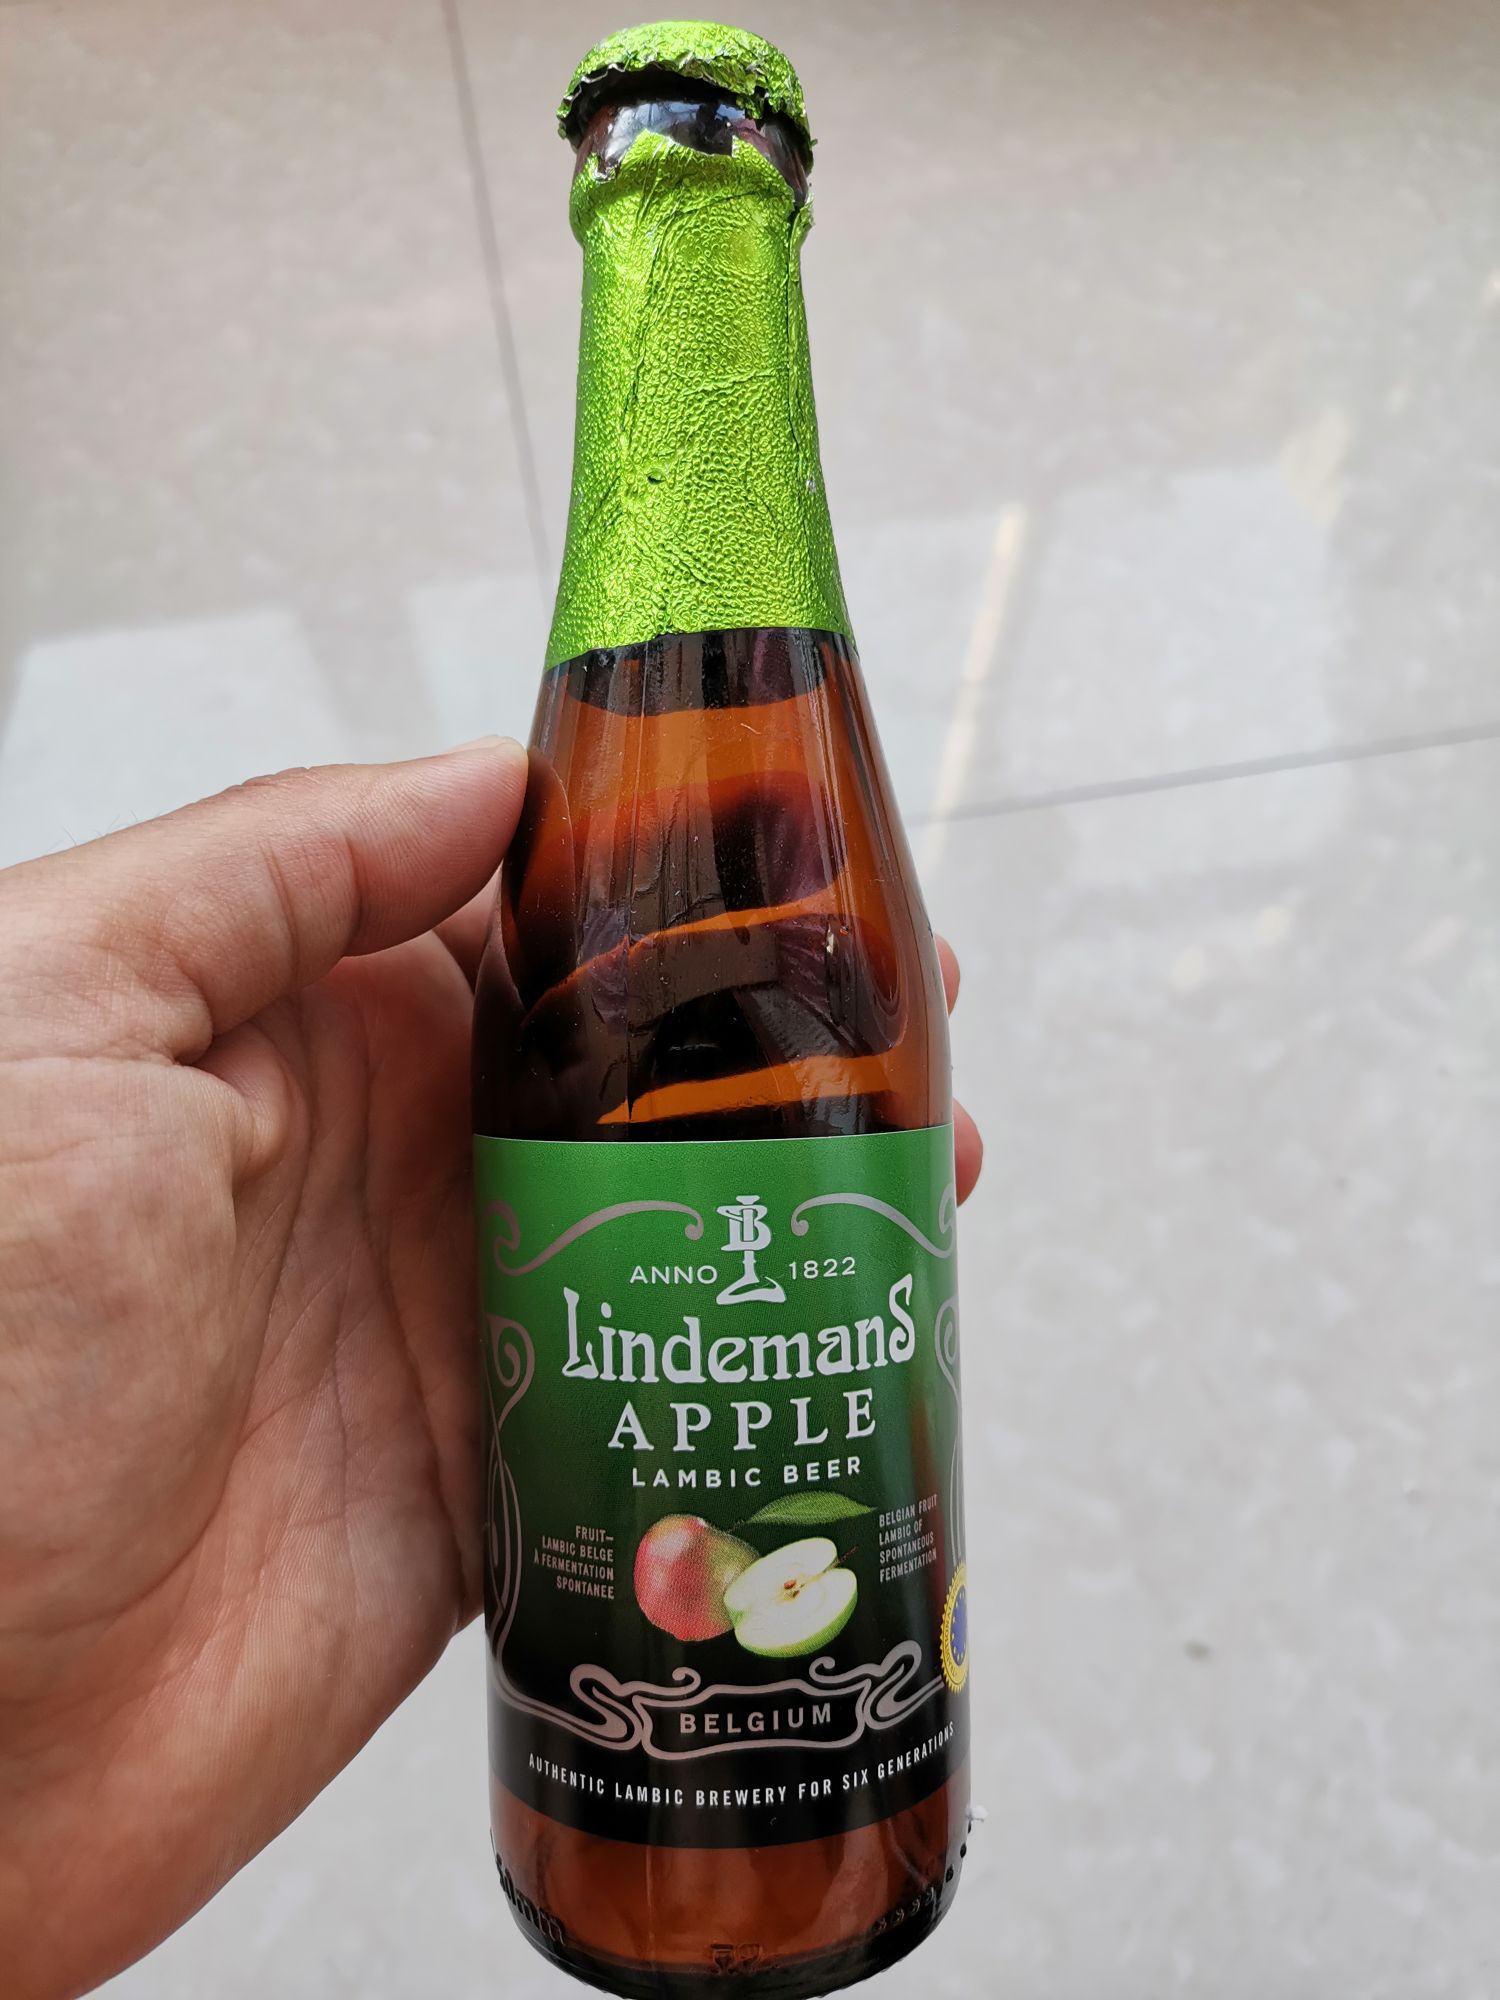 ANNO 1822
Lindemans
APPLE
LAMBIC BEER
FRUIT-
LAMBIC BELGE
À FERMENTATION
SPONTANEE
BELGIAN FRUIT
LAMBIC OF
SPONTANEOUS
FERMENTATION
BELGIUM
AUTHENTIC LAMBIC BREWERY FOR SIX GENERATIONS